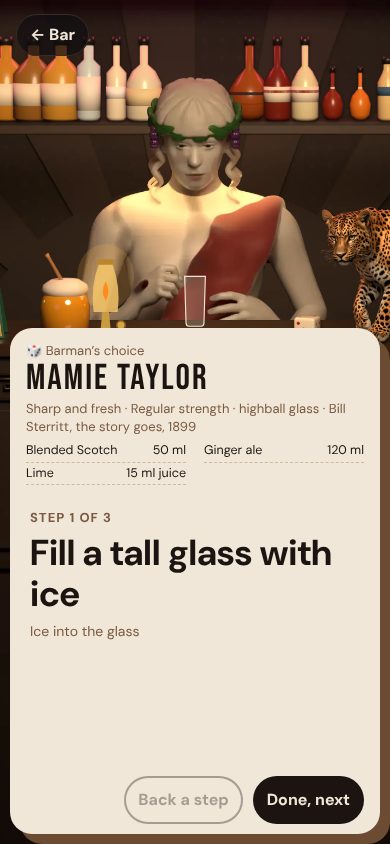 ← Bar
Barman's choice
MAMIE TAYLOR
Sharp and fresh · Regular strength · highball glass · Bill
Sterritt, the story goes, 1899
Blended Scotch 50 ml
Ginger ale 120 ml
Lime 15 ml juice
STEP 1 OF 3
Fill a tall glass with
ice
Ice into the glass
Back a step
Done, next